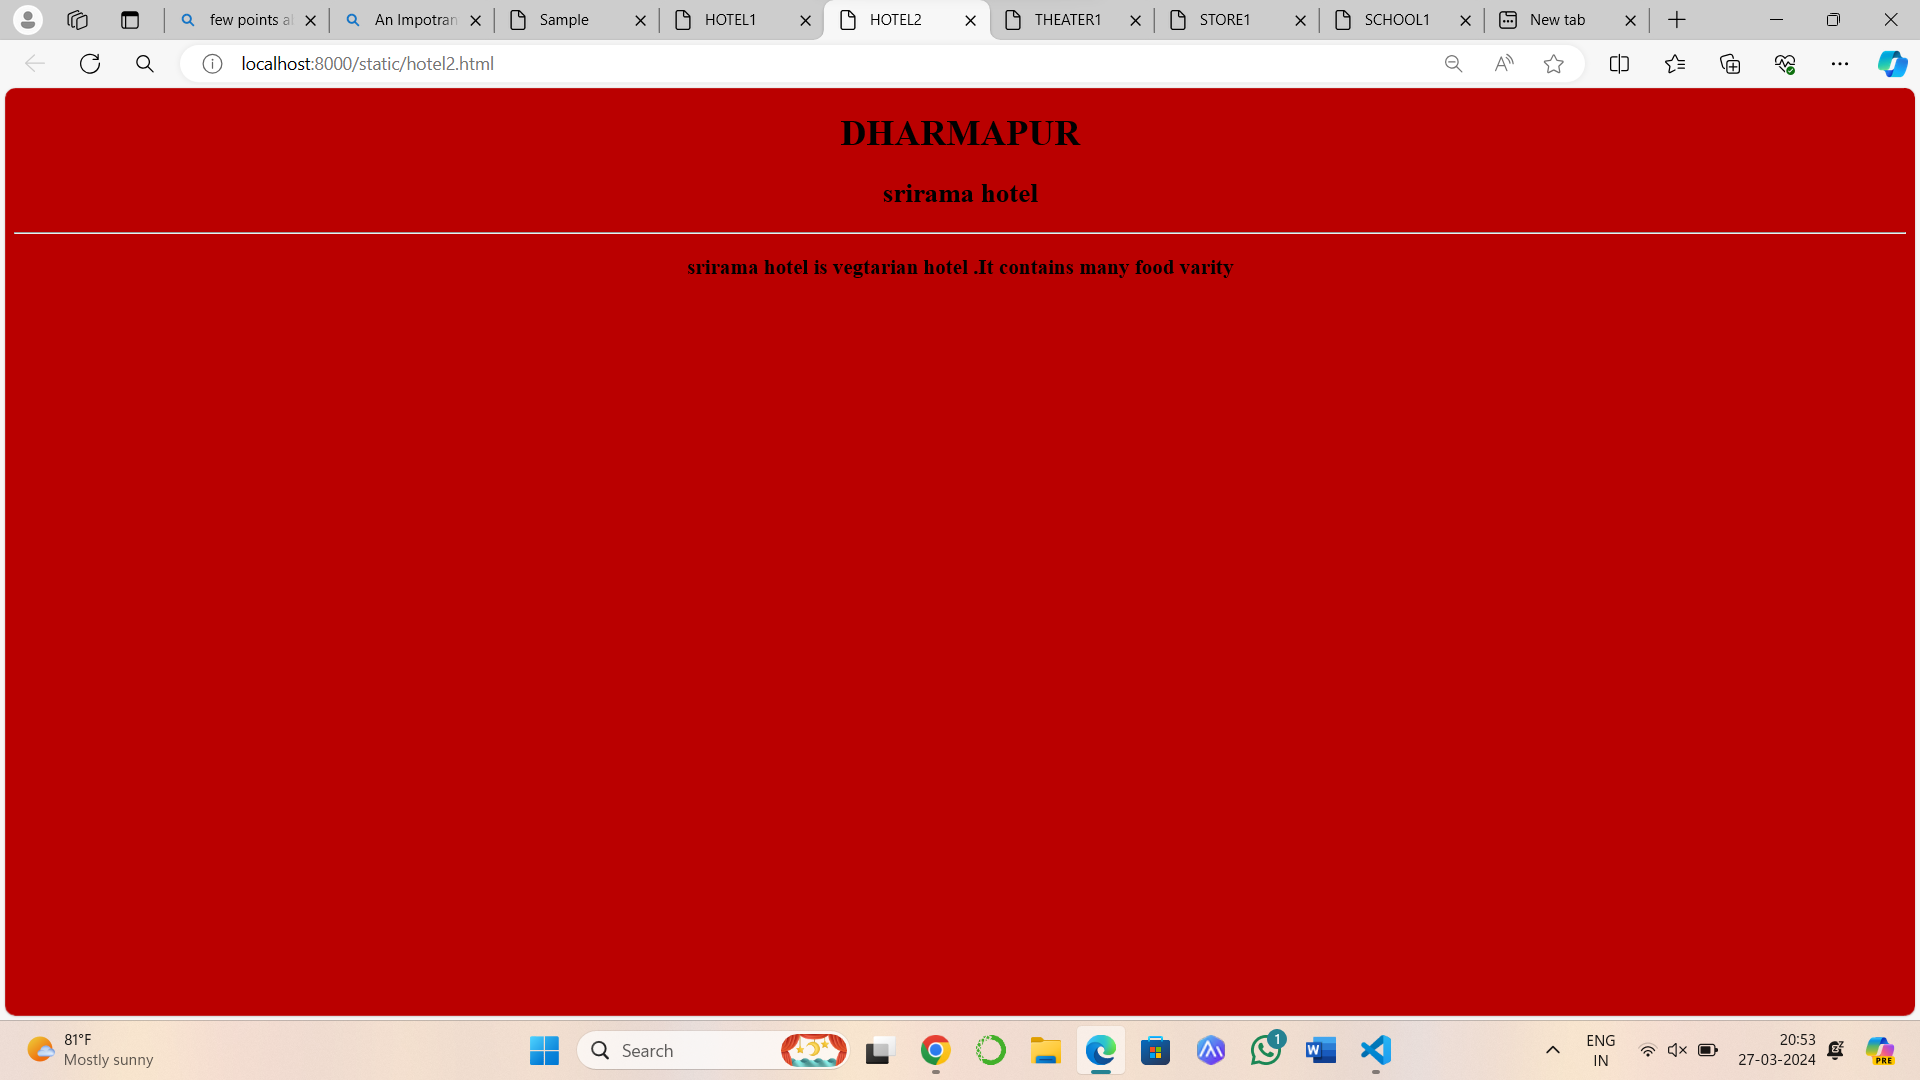 few points a
An Impotran
Sample
HOTEL1
HOTEL2
THEATER1
STORE1
SCHOOL1
New tab
localhost:8000/static/hotel2.html
DHARMAPUR
srirama hotel
srirama hotel is vegtarian hotel .It contains many food varity
81°F
Mostly sunny
Search
1
W
ENG
IN
20:53
27-03-2024
PRE